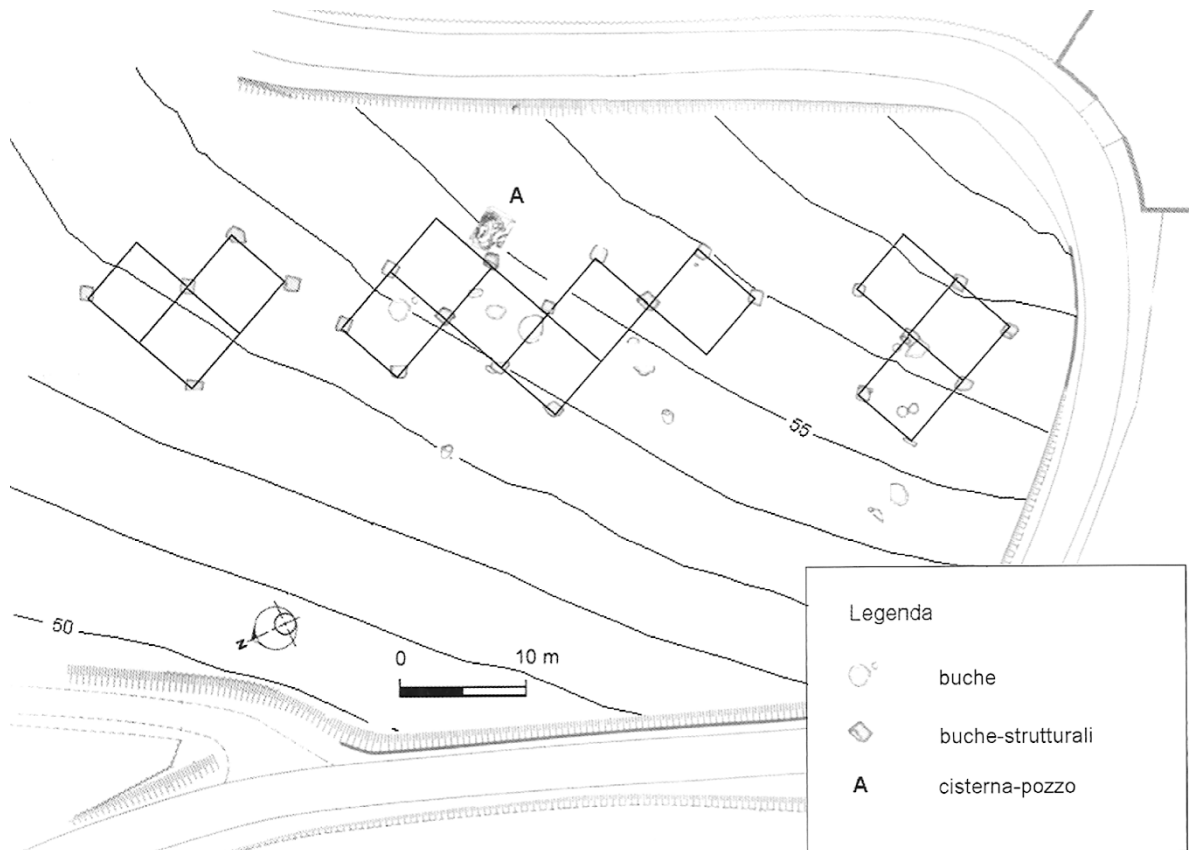 A
55
50
N
0 10 m
Legenda
buche
buche-strutturali
A cisterna-pozzo